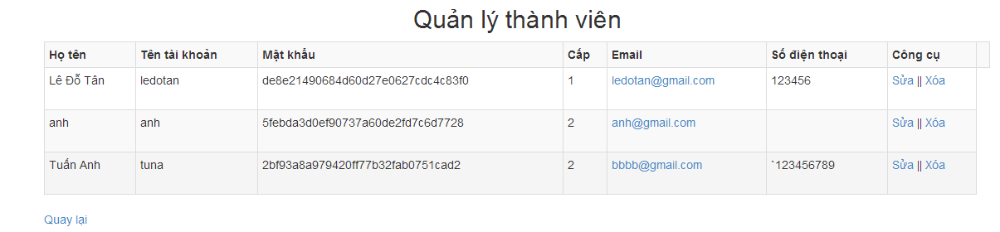 Quản lý thành viên
Họ tên Tên tài khoản Mật khẩu Cấp Email Số điện thoại Công cụ
Lê Đỗ Tân ledotan de8e21490684d60d27e0627cdc4c83f0 1 ledotan@gmail.com 123456 Sửa || Xóa
anh anh 5febda3d0ef90737a60de2fd7c6d7728 2 anh@gmail.com Sửa || Xóa
Tuấn Anh tuna 2bf93a8a979420ff77b32fab0751cad2 2 bbbb@gmail.com `123456789 Sửa || Xóa
Quay lại